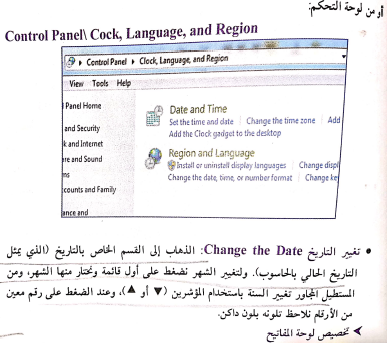 أو من لوحة التحكم:
Control Panel\ Cock, Language, and Region
Control Panel ▸ Clock, Language, and Region
View Tools Help
Panel Home
and Security
k and Internet
are and Sound
ms
ccounts and Family
ance and
Date and Time
Set the time and date | Change the time zone | Add
Add the Clock gadget to the desktop
Region and Language
Install or uninstall display languages | Change displ
Change the date, time, or number format | Change ke
• تغيير التاريخ Change the Date: الذهاب إلى القسم الخاص بالتاريخ (الذي يمثل
التاريخ الحالي بالحاسوب). ولتغيير الشهر نضغط على أول قائمة ونختار منها الشهر، ومن
المستطيل المجاور تغيير السنة باستخدام المؤشرين (▼ أو ▲)، وعند الضغط على رقم معين
من الأرقام نلاحظ تلونه بلون داكن.
➤ تخصيص لوحة المفاتيح